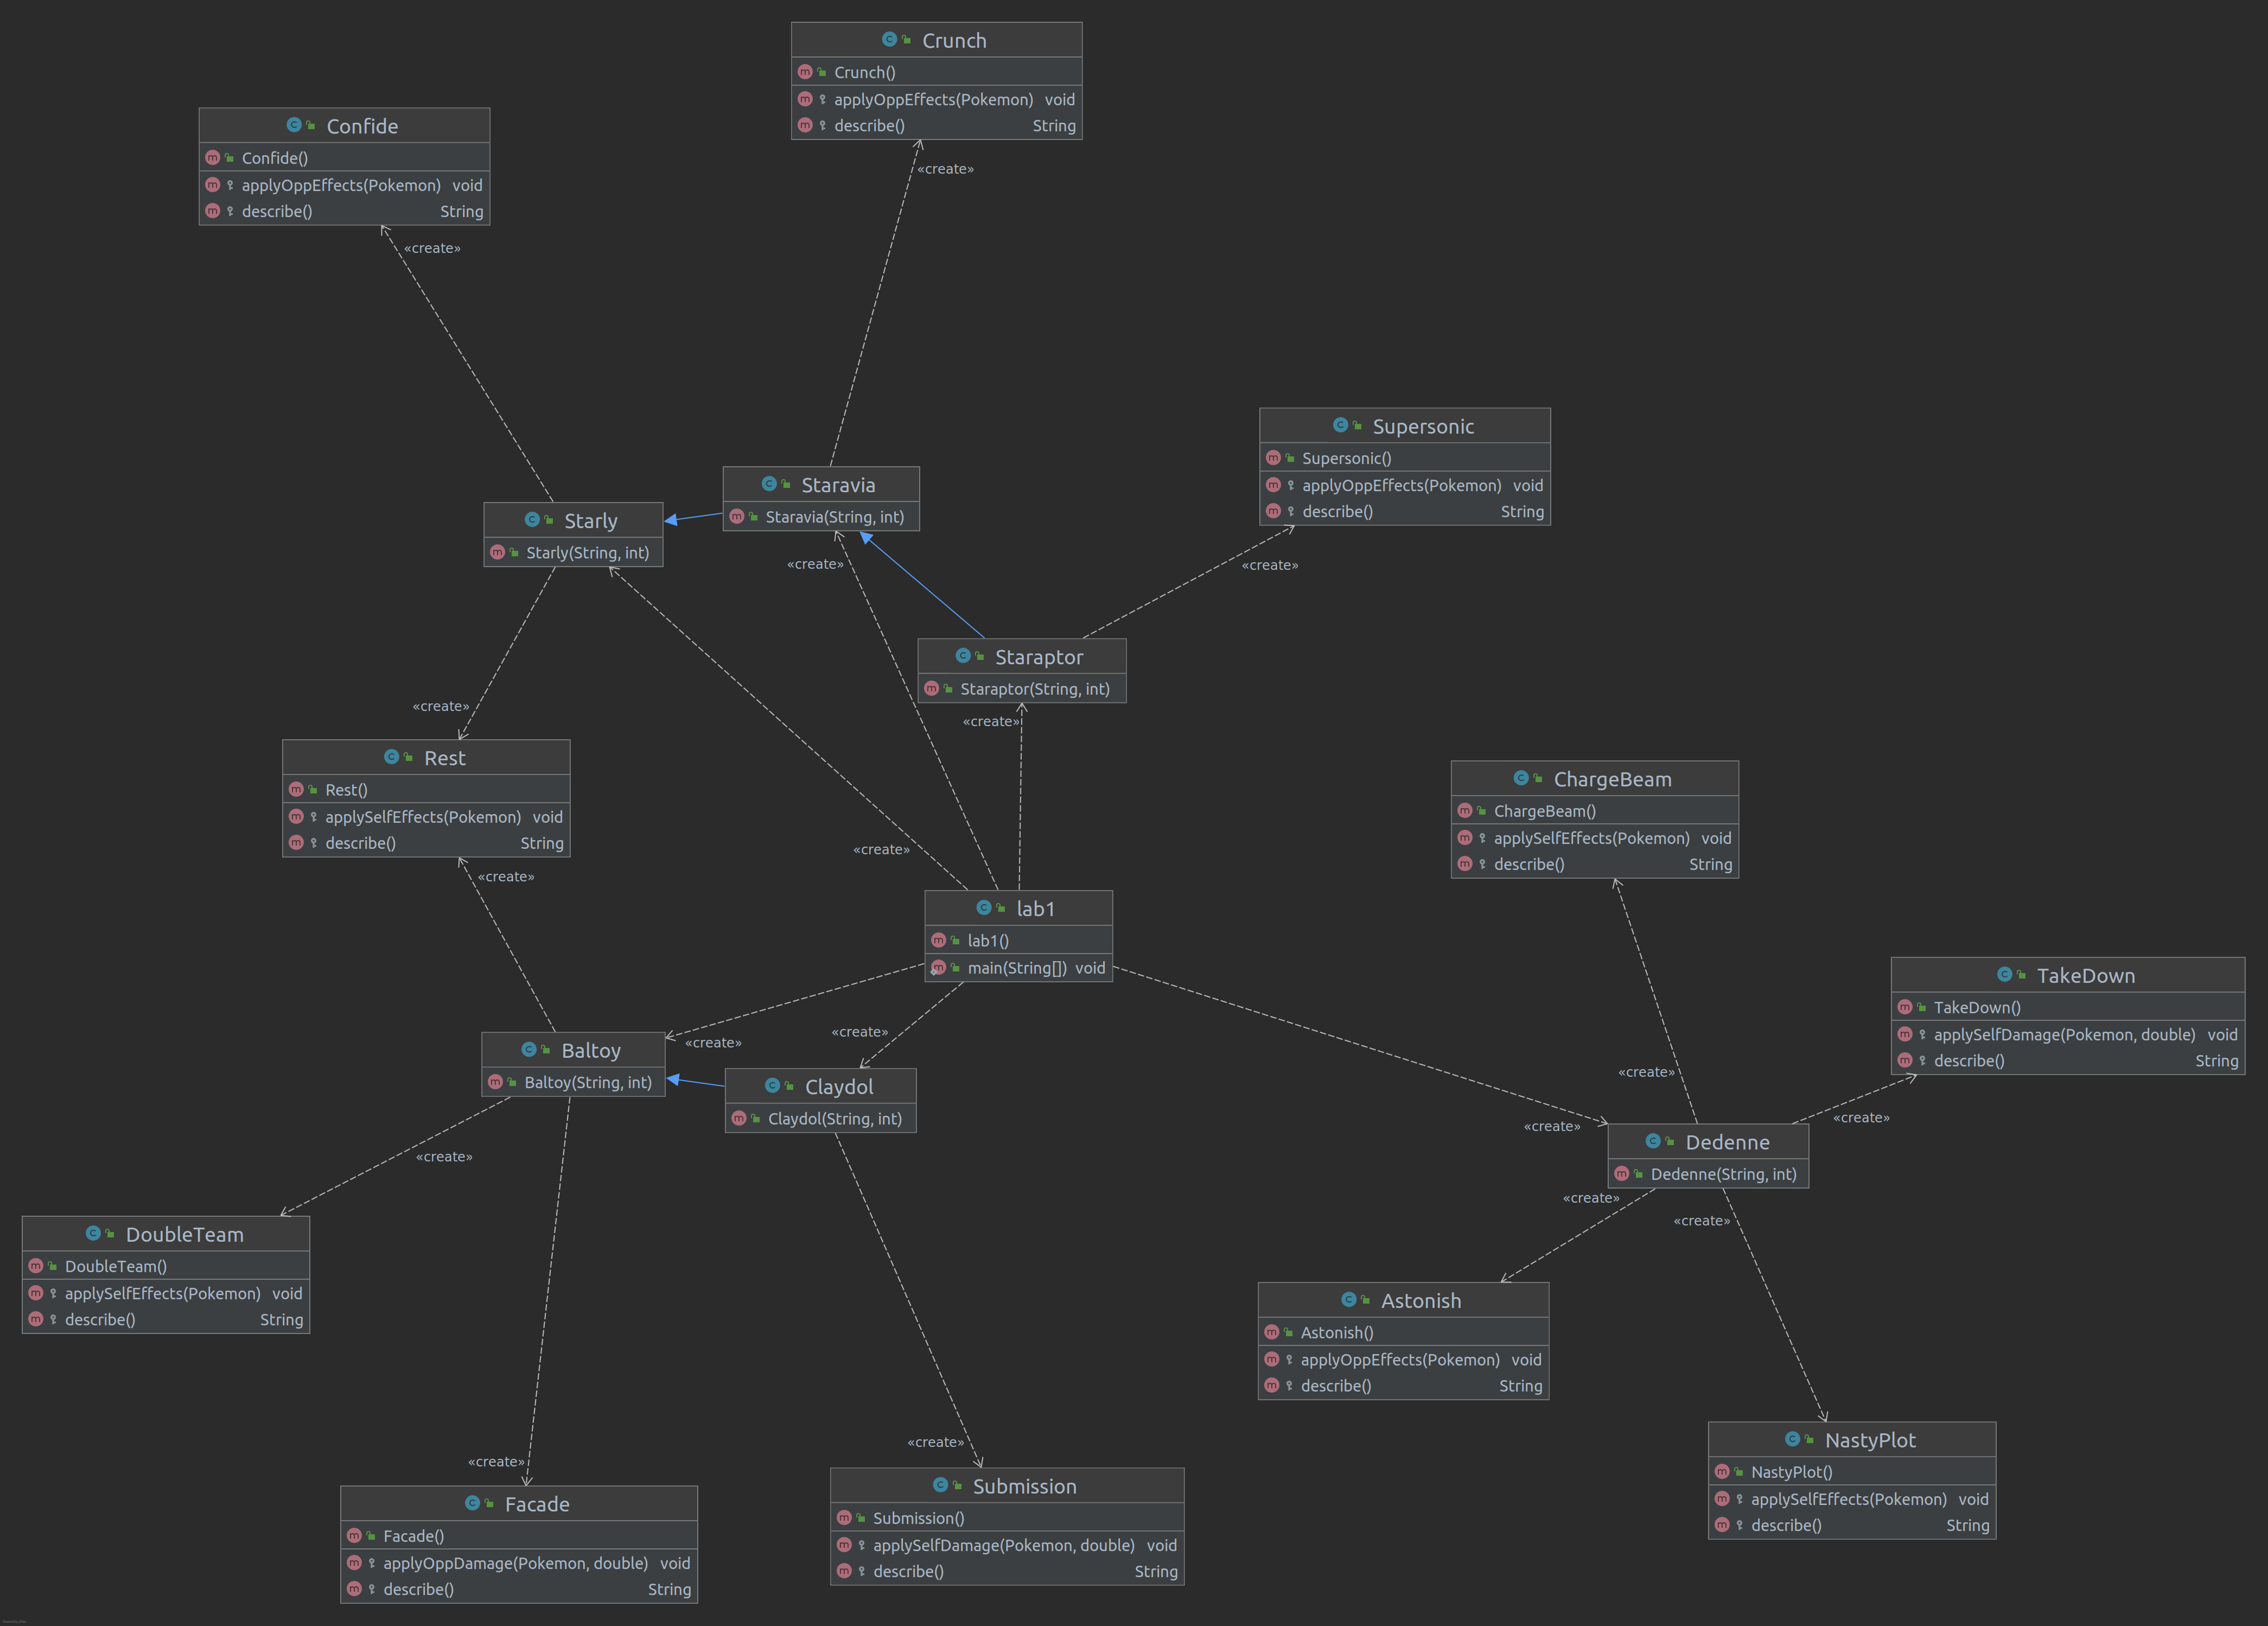 Crunch
Crunch()
applyOppEffects(Pokemon) void
describe() String
Confide
Confide()
applyOppEffects(Pokemon) void
describe() String
«create»
«create»
Supersonic
Supersonic()
applyOppEffects(Pokemon) void
describe() String
Staravia
Staravia(String, int)
Starly
Starly(String, int)
«create»
«create»
Staraptor
Staraptor(String, int)
«create»
«create»
Rest
Rest()
applySelfEffects(Pokemon) void
describe() String
ChargeBeam
ChargeBeam()
applySelfEffects(Pokemon) void
describe() String
«create»
«create»
lab1
lab1()
main(String[]) void
TakeDown
TakeDown()
applySelfDamage(Pokemon, double) void
describe() String
«create»
«create»
«create»
Baltoy
Baltoy(String, int)
Claydol
Claydol(String, int)
«create»
«create»
Dedenne
Dedenne(String, int)
«create»
«create»
«create»
DoubleTeam
DoubleTeam()
applySelfEffects(Pokemon) void
describe() String
Astonish
Astonish()
applyOppEffects(Pokemon) void
describe() String
NastyPlot
NastyPlot()
applySelfEffects(Pokemon) void
describe() String
«create»
«create»
Facade
Facade()
applyOppDamage(Pokemon, double) void
describe() String
Submission
Submission()
applySelfDamage(Pokemon, double) void
describe() String